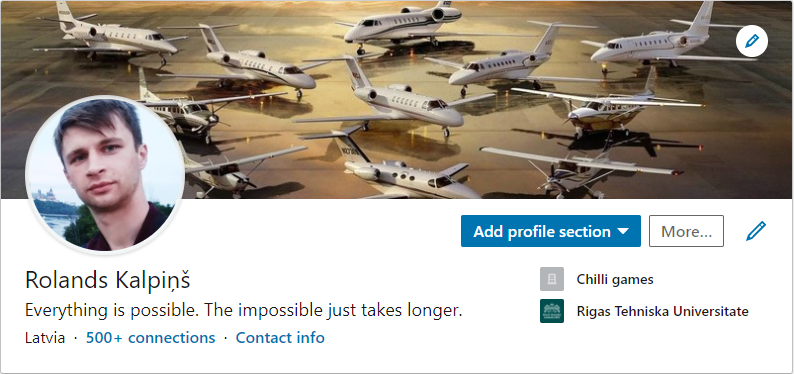 Add profile section
More...
Rolands Kalpiņš
Chilli games
Everything is possible. The impossible just takes longer.
Rigas Tehniska Universitate
Latvia · 500+ connections · Contact info